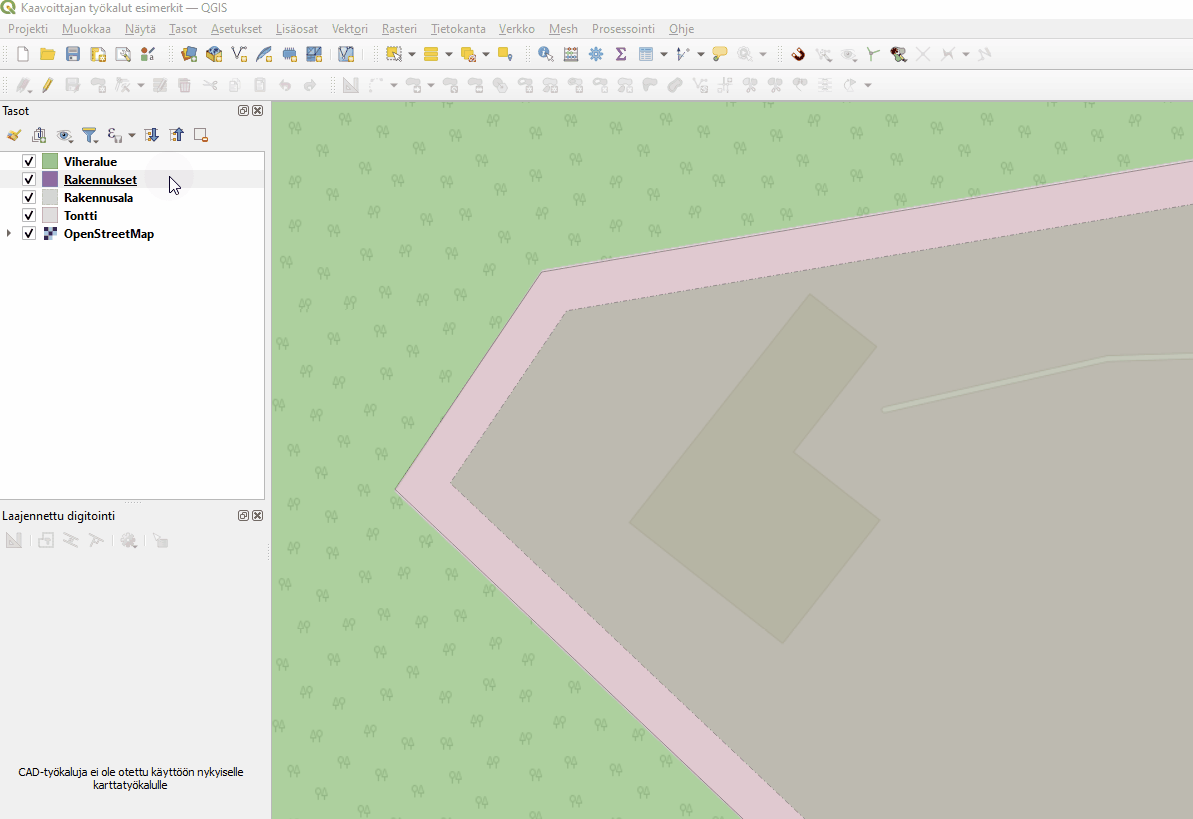 Kaavoittajan työkalut esimerkit — QGIS
Projekti Muokkaa Näytä Tasot Asetukset Lisäosat Vektori Rasteri Tietokanta Verkko Mesh Prosessointi Ohje
Tasot
Viheralue
Rakennukset
Rakennusala
Tontti
OpenStreetMap
Laajennettu digitointi
CAD-työkaluja ei ole otettu käyttöön nykyiselle
karttatyökalulle